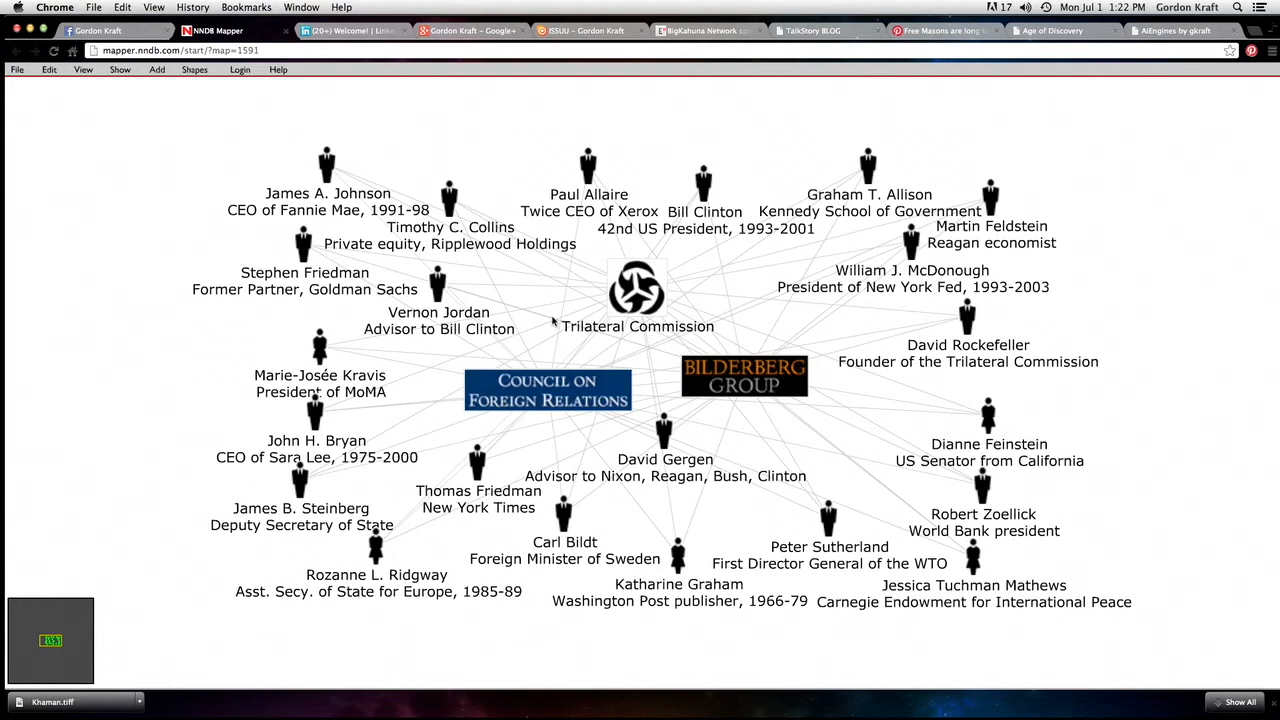 Chrome File Edit View History Bookmarks Window Help
17 Mon Jul 1 1:22 PM Gordon Kraft
Gordon Kraft
NNDB Mapper
(20+) Welcome! | Linke
Gordon Kraft - Google+
ISSUU - Gordon Kraft
BigKahuna Network sp
TalkStory BLOG
Free Masons are long t
Age of Discovery
AiEngines by gkraft
mapper.nndb.com/start/?map=1591
File Edit View Show Add Shapes Login Help
James A. Johnson
CEO of Fannie Mae, 1991-98
Timothy C. Collins
Private equity, Ripplewood Holdings
Paul Allaire
Twice CEO of Xerox
Bill Clinton
42nd US President, 1993-2001
Graham T. Allison
Kennedy School of Government
Martin Feldstein
Reagan economist
Stephen Friedman
Former Partner, Goldman Sachs
William J. McDonough
President of New York Fed, 1993-2003
Vernon Jordan
Advisor to Bill Clinton
Trilateral Commission
David Rockefeller
Founder of the Trilateral Commission
Marie-Josée Kravis
President of MoMA
COUNCIL ON
FOREIGN RELATIONS
BILDERBERG
GROUP
John H. Bryan
CEO of Sara Lee, 1975-2000
David Gergen
Advisor to Nixon, Reagan, Bush, Clinton
Dianne Feinstein
US Senator from California
James B. Steinberg
Deputy Secretary of State
Thomas Friedman
New York Times
Robert Zoellick
World Bank president
Carl Bildt
Foreign Minister of Sweden
Peter Sutherland
First Director General of the WTO
Rozanne L. Ridgway
Asst. Secy. of State for Europe, 1985-89
Katharine Graham
Washington Post publisher, 1966-79
Jessica Tuchman Mathews
Carnegie Endowment for International Peace
Khaman.tiff
Show All